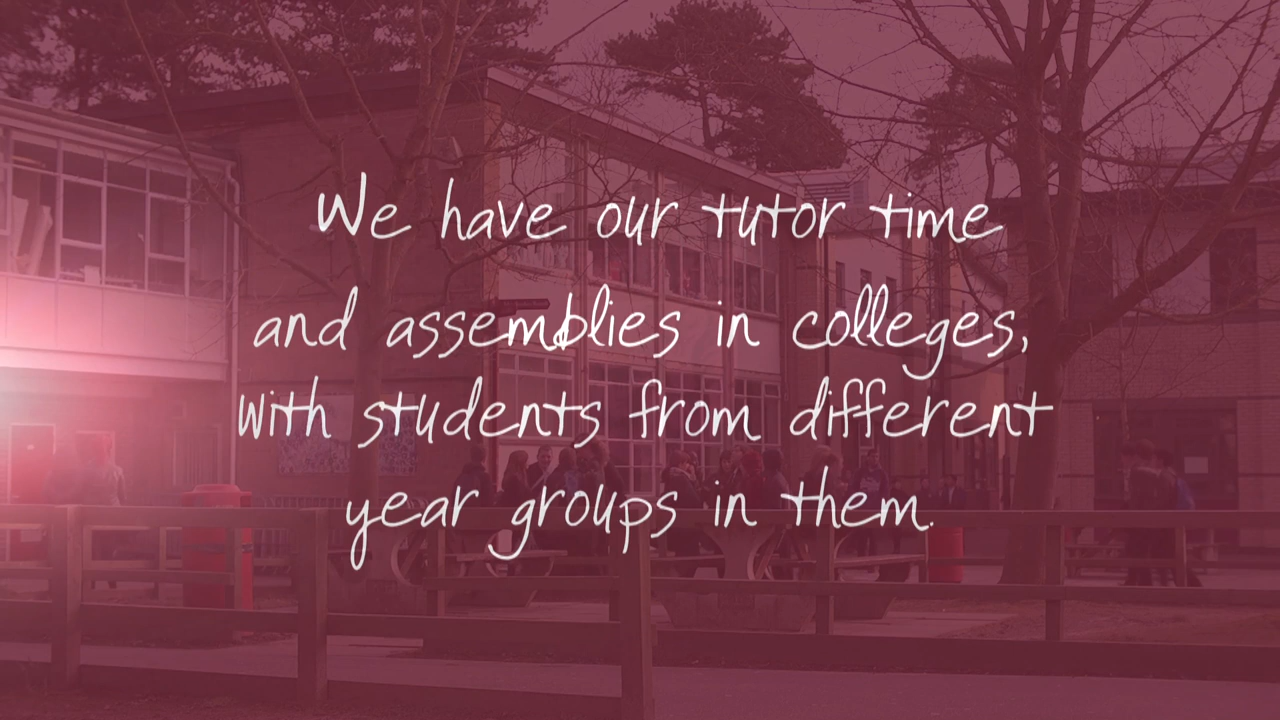 We have our tutor time
and assemblies in colleges,
with students from different
year groups in them.